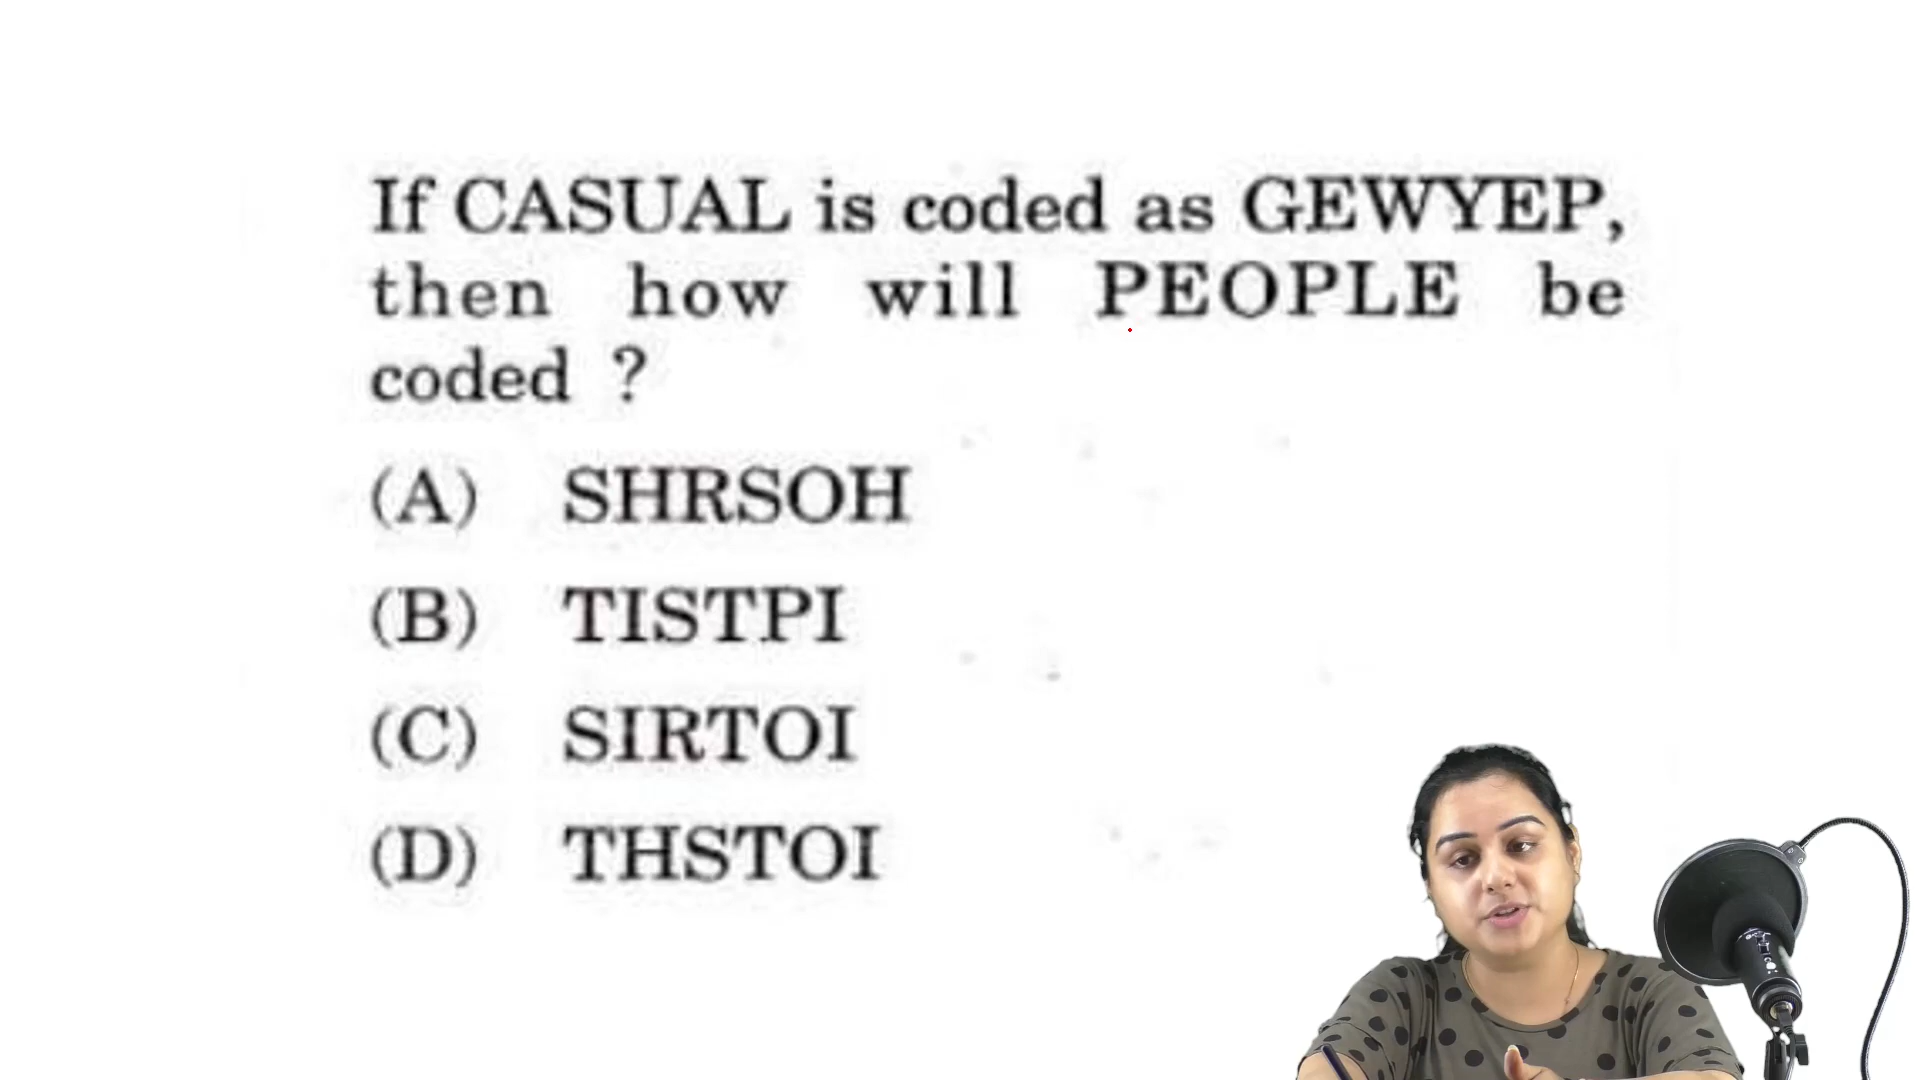 If CASUAL is coded as GEWYEP,
then how will PEOPLE be
coded ?
(A) SHRSOH
(B) TISTPI
(C) SIRTOI
(D) THSTOI